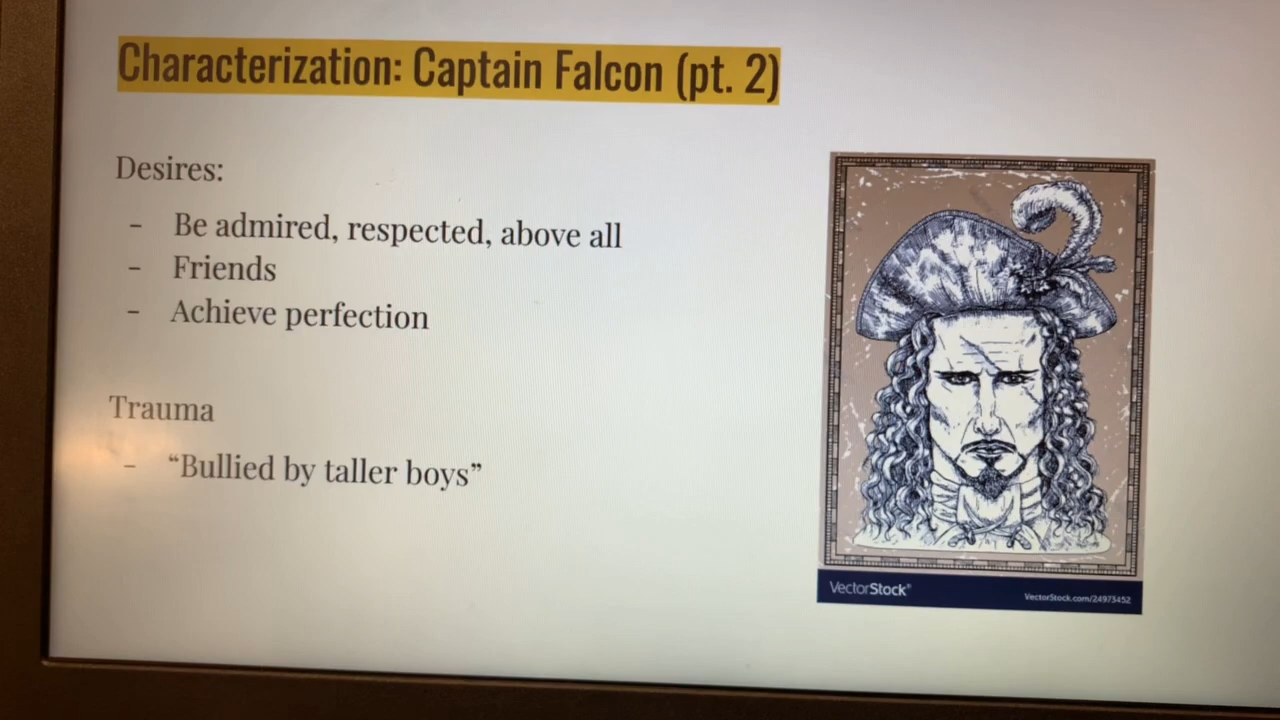 Characterization: Captain Falcon (pt. 2)
Desires:
- Be admired, respected, above all
- Friends
- Achieve perfection
Trauma
- “Bullied by taller boys”
VectorStock®
VectorStock.com/24973452